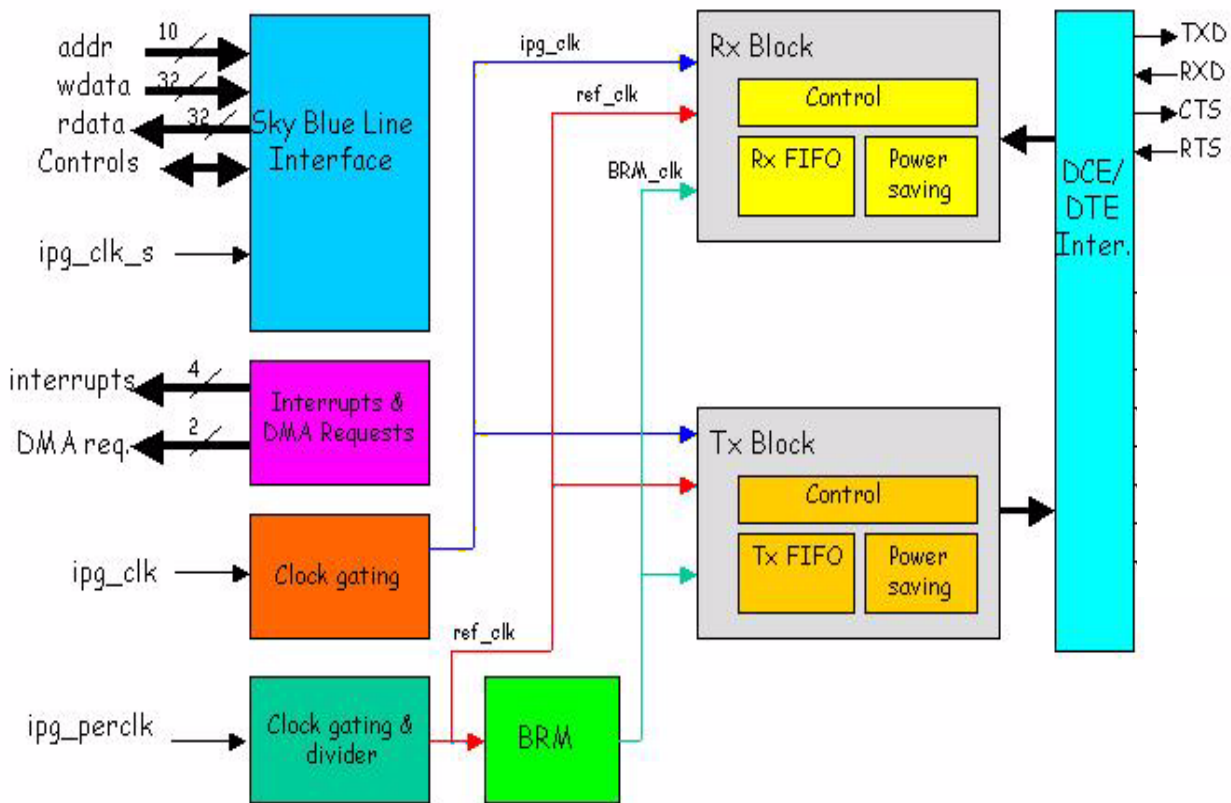 addr
10
wdata
32
rdata
32
Controls
ipg_clk_s
Sky Blue Line
Interface
interrupts
4
DMA req.
2
Interrupts &
DMA Requests
ipg_clk
Clock gating
ipg_perclk
Clock gating &
divider
BRM
ref_clk
ipg_clk
ref_clk
BRM_clk
Rx Block
Control
Rx FIFO
Power
saving
Tx Block
Control
Tx FIFO
Power
saving
DCE/
DTE
Inter.
TXD
RXD
CTS
RTS